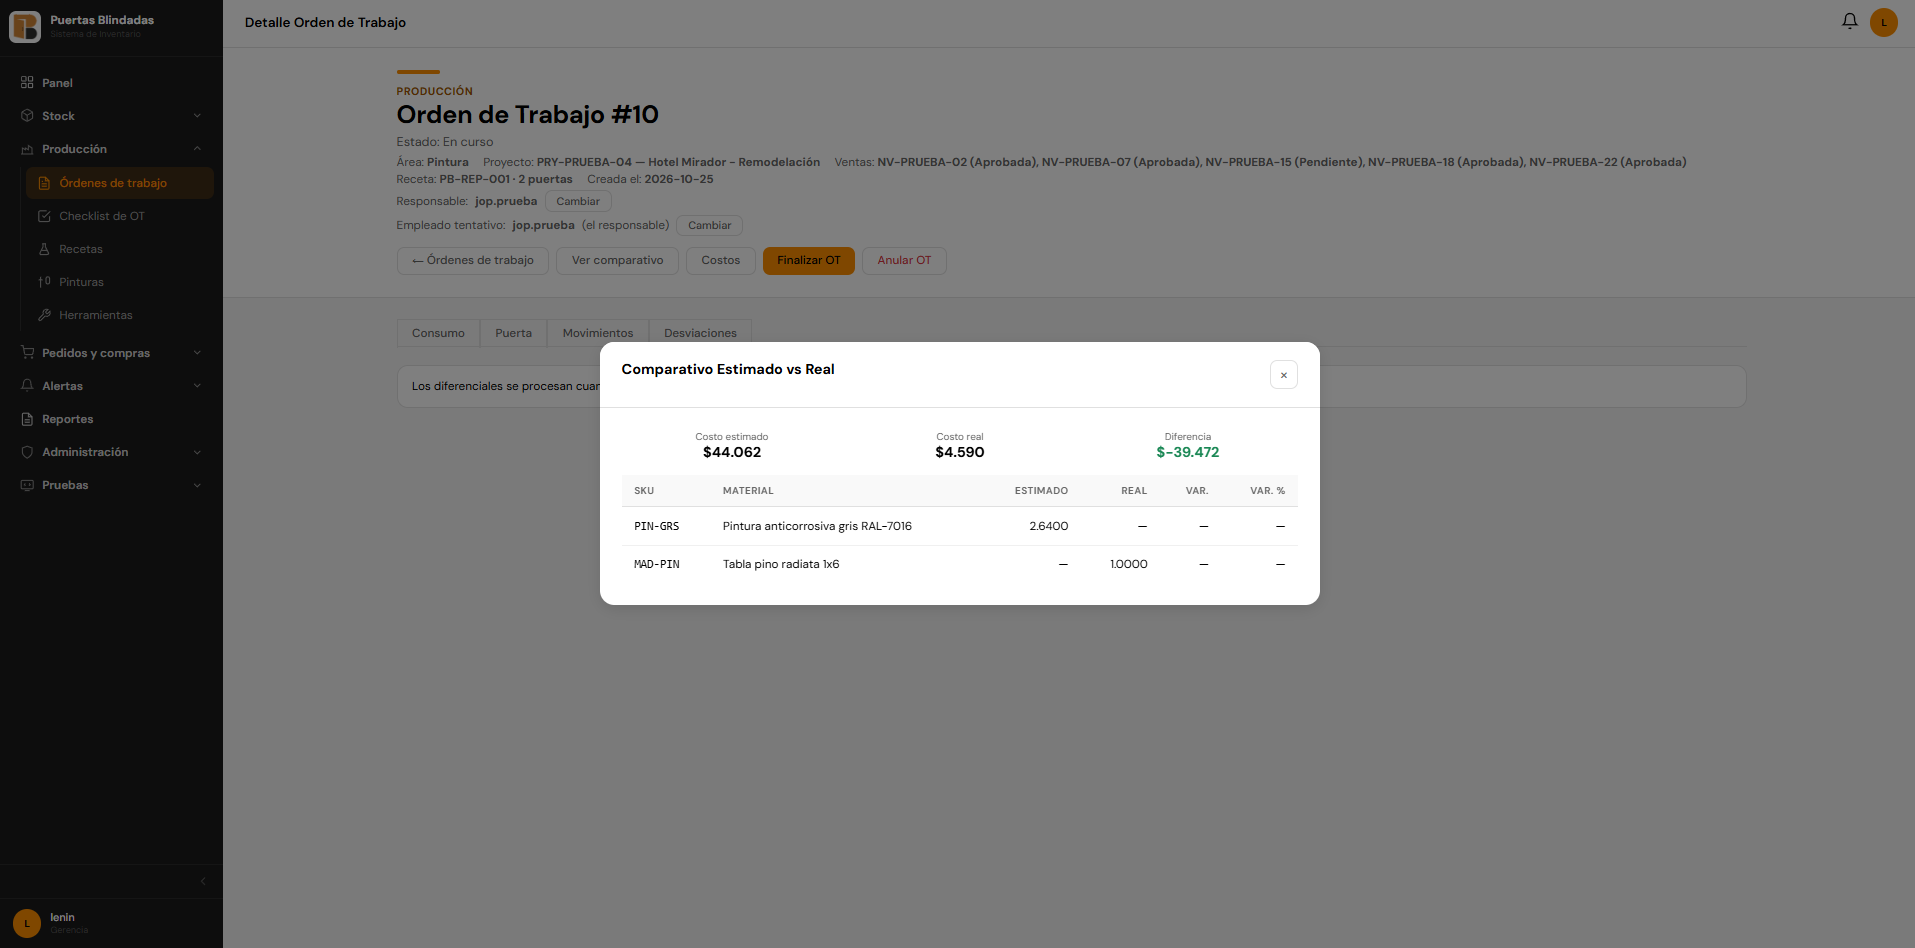 Puertas Blindadas
Sistema de Inventario
Panel
Stock
Producción
Órdenes de trabajo
Checklist de OT
Recetas
Pinturas
Herramientas
Pedidos y compras
Alertas
Reportes
Administración
Pruebas
L
lenin
Gerencia
Detalle Orden de Trabajo
L
PRODUCCIÓN
Orden de Trabajo #10
Estado: En curso
Área: Pintura Proyecto: PRY-PRUEBA-04 — Hotel Mirador - Remodelación Ventas: NV-PRUEBA-02 (Aprobada), NV-PRUEBA-07 (Aprobada), NV-PRUEBA-15 (Pendiente), NV-PRUEBA-18 (Aprobada), NV-PRUEBA-22 (Aprobada)
Receta: PB-REP-001 · 2 puertas Creada el: 2026-10-25
Responsable: jop.prueba Cambiar
Empleado tentativo: jop.prueba (el responsable) Cambiar
← Órdenes de trabajo Ver comparativo Costos Finalizar OT Anular OT
Consumo Puerta Movimientos Desviaciones
Los diferenciales se procesan
Comparativo Estimado vs Real
×
Costo estimado Costo real Diferencia
$44.062 $4.590 $-39.472
SKU MATERIAL ESTIMADO REAL VAR. VAR. %
PIN-GRS Pintura anticorrosiva gris RAL-7016 2.6400 — — —
MAD-PIN Tabla pino radiata 1x6 — 1.0000 — —